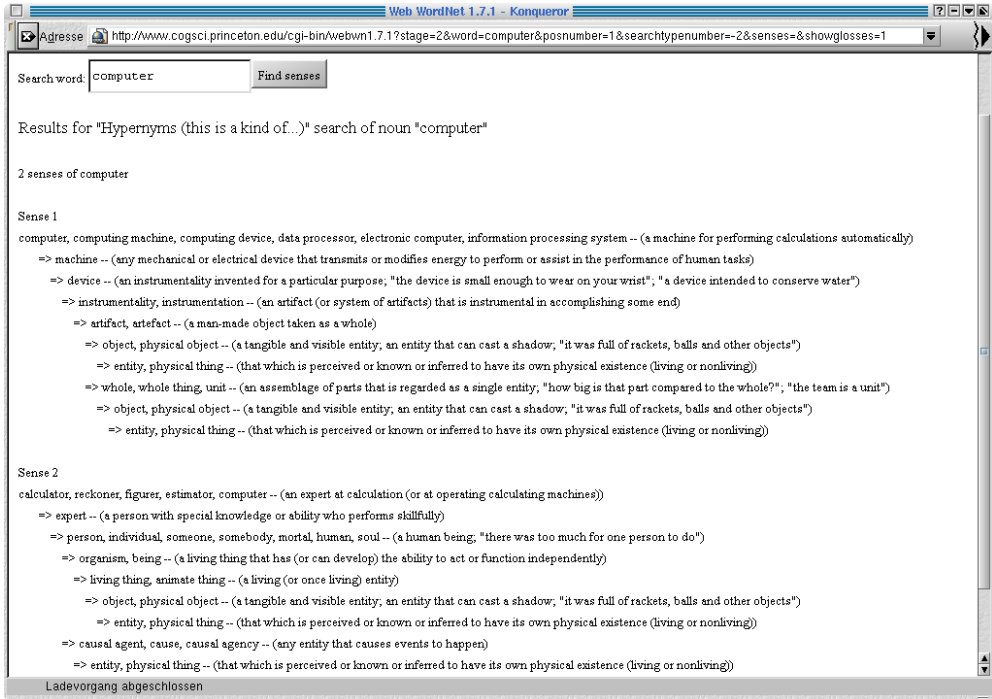 Web WordNet 1.7.1 - Konqueror
Adresse http://www.cogsci.princeton.edu/cgi-bin/webwn1.7.1?stage=2&word=computer&posnumber=1&searchtypenumber=-2&senses=&showglosses=1
Search word: computer Find senses
Results for "Hypernyms (this is a kind of...)" search of noun "computer"
2 senses of computer
Sense 1
computer, computing machine, computing device, data processor, electronic computer, information processing system -- (a machine for performing calculations automatically)
=> machine -- (any mechanical or electrical device that transmits or modifies energy to perform or assist in the performance of human tasks)
=> device -- (an instrumentality invented for a particular purpose; "the device is small enough to wear on your wrist"; "a device intended to conserve water")
=> instrumentality, instrumentation -- (an artifact (or system of artifacts) that is instrumental in accomplishing some end)
=> artifact, artefact -- (a man-made object taken as a whole)
=> object, physical object -- (a tangible and visible entity; an entity that can cast a shadow; "it was full of rackets, balls and other objects")
=> entity, physical thing -- (that which is perceived or known or inferred to have its own physical existence (living or nonliving))
=> whole, whole thing, unit -- (an assemblage of parts that is regarded as a single entity; "how big is that part compared to the whole?"; "the team is a unit")
=> object, physical object -- (a tangible and visible entity; an entity that can cast a shadow; "it was full of rackets, balls and other objects")
=> entity, physical thing -- (that which is perceived or known or inferred to have its own physical existence (living or nonliving))
Sense 2
calculator, reckoner, figurer, estimator, computer -- (an expert at calculation (or at operating calculating machines))
=> expert -- (a person with special knowledge or ability who performs skillfully)
=> person, individual, someone, somebody, mortal, human, soul -- (a human being; "there was too much for one person to do")
=> organism, being -- (a living thing that has (or can develop) the ability to act or function independently)
=> living thing, animate thing -- (a living (or once living) entity)
=> object, physical object -- (a tangible and visible entity; an entity that can cast a shadow; "it was full of rackets, balls and other objects")
=> entity, physical thing -- (that which is perceived or known or inferred to have its own physical existence (living or nonliving))
=> causal agent, cause, causal agency -- (any entity that causes events to happen)
=> entity, physical thing -- (that which is perceived or known or inferred to have its own physical existence (living or nonliving))
Ladevorgang abgeschlossen